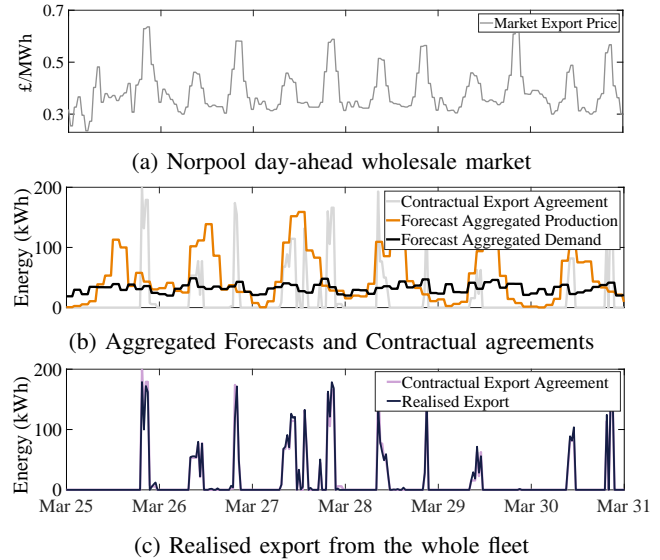 0.7
Market Export Price
£/MWh
0.5
0.3
(a) Norpool day-ahead wholesale market
200
Contractual Export Agreement
Forecast Aggregated Production
Forecast Aggregated Demand
Energy (kWh)
100
0
(b) Aggregated Forecasts and Contractual agreements
200
Contractual Export Agreement
Realised Export
Energy (kWh)
100
0
Mar 25 Mar 26 Mar 27 Mar 28 Mar 29 Mar 30 Mar 31
(c) Realised export from the whole fleet